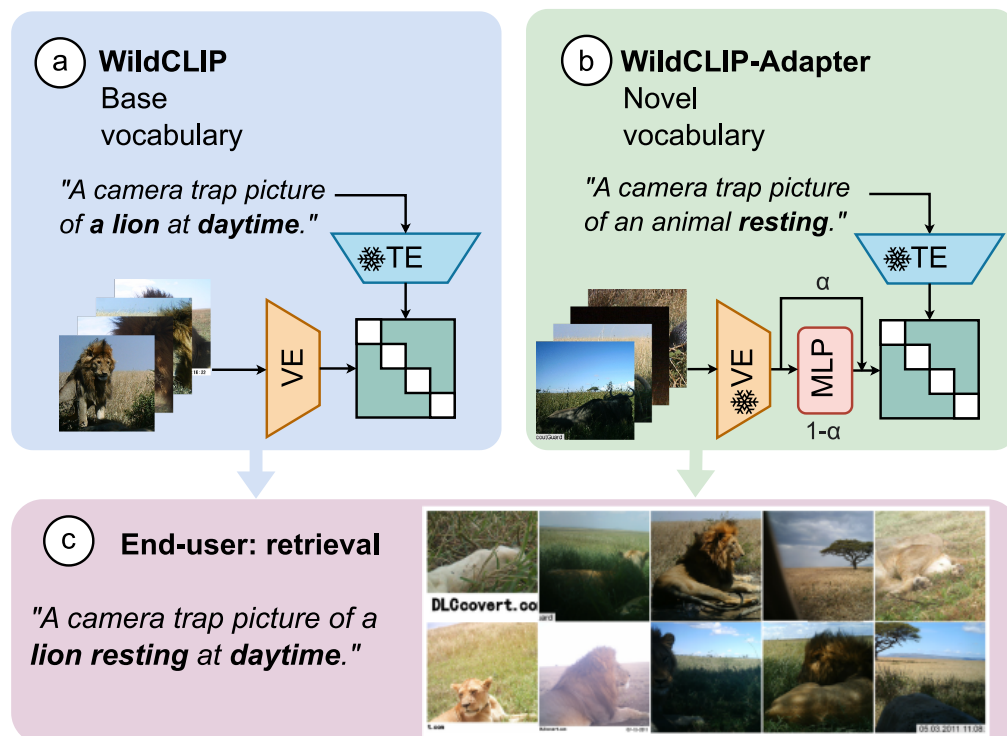 a
WildCLIP
Base
vocabulary
"A camera trap picture
of a lion at daytime."
TE
VE
b
WildCLIP-Adapter
Novel
vocabulary
"A camera trap picture
of an animal resting."
TE
α
VE
MLP
1-α
c
End-user: retrieval
"A camera trap picture of a
lion resting at daytime."
DLCcovert.co
05.03.2011 11:08